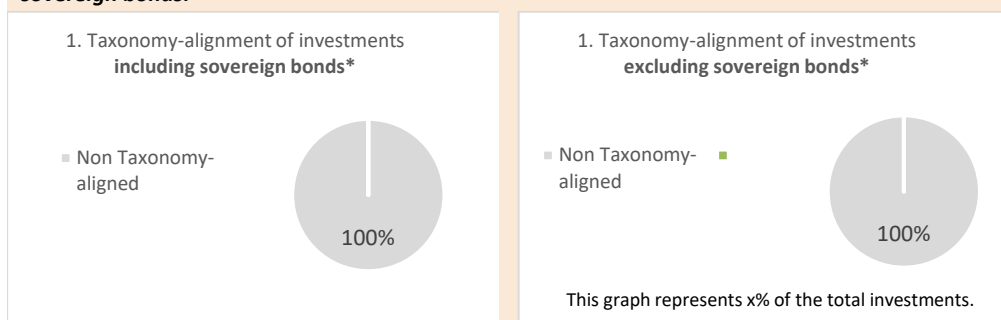 sovereign bonds.
1. Taxonomy-alignment of investments
including sovereign bonds*
Non Taxonomy-
aligned
100%
1. Taxonomy-alignment of investments
excluding sovereign bonds*
Non Taxonomy-
aligned
100%
This graph represents x% of the total investments.